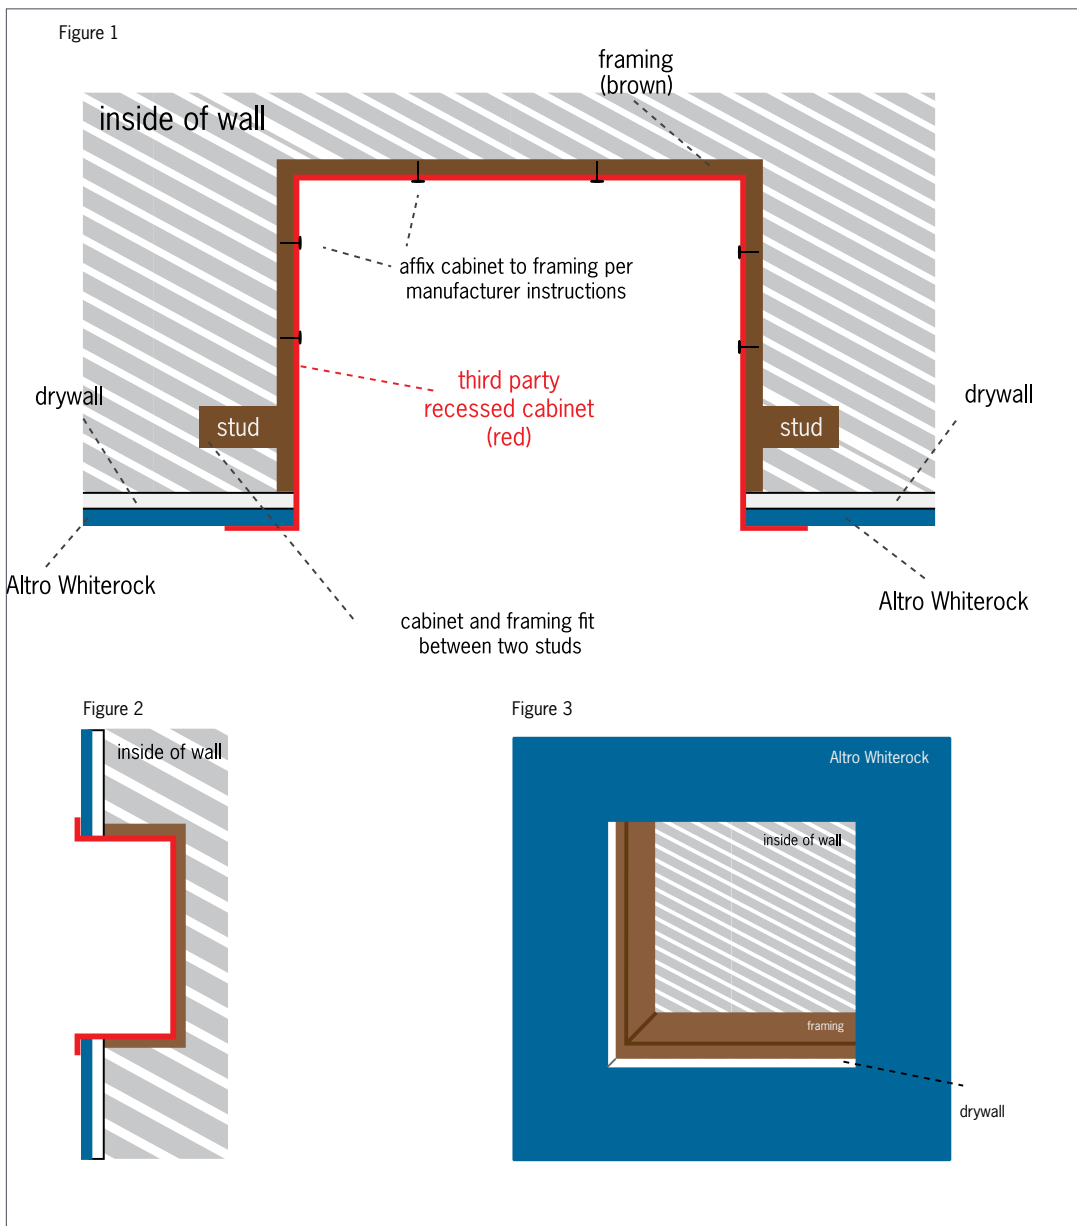 Figure 1
framing
(brown)
inside of wall
affix cabinet to framing per
manufacturer instructions
third party
recessed cabinet
(red)
drywall
drywall
stud
stud
Altro Whiterock
Altro Whiterock
cabinet and framing fit
between two studs
Figure 2
inside of wall
Figure 3
Altro Whiterock
inside of wall
framing
drywall